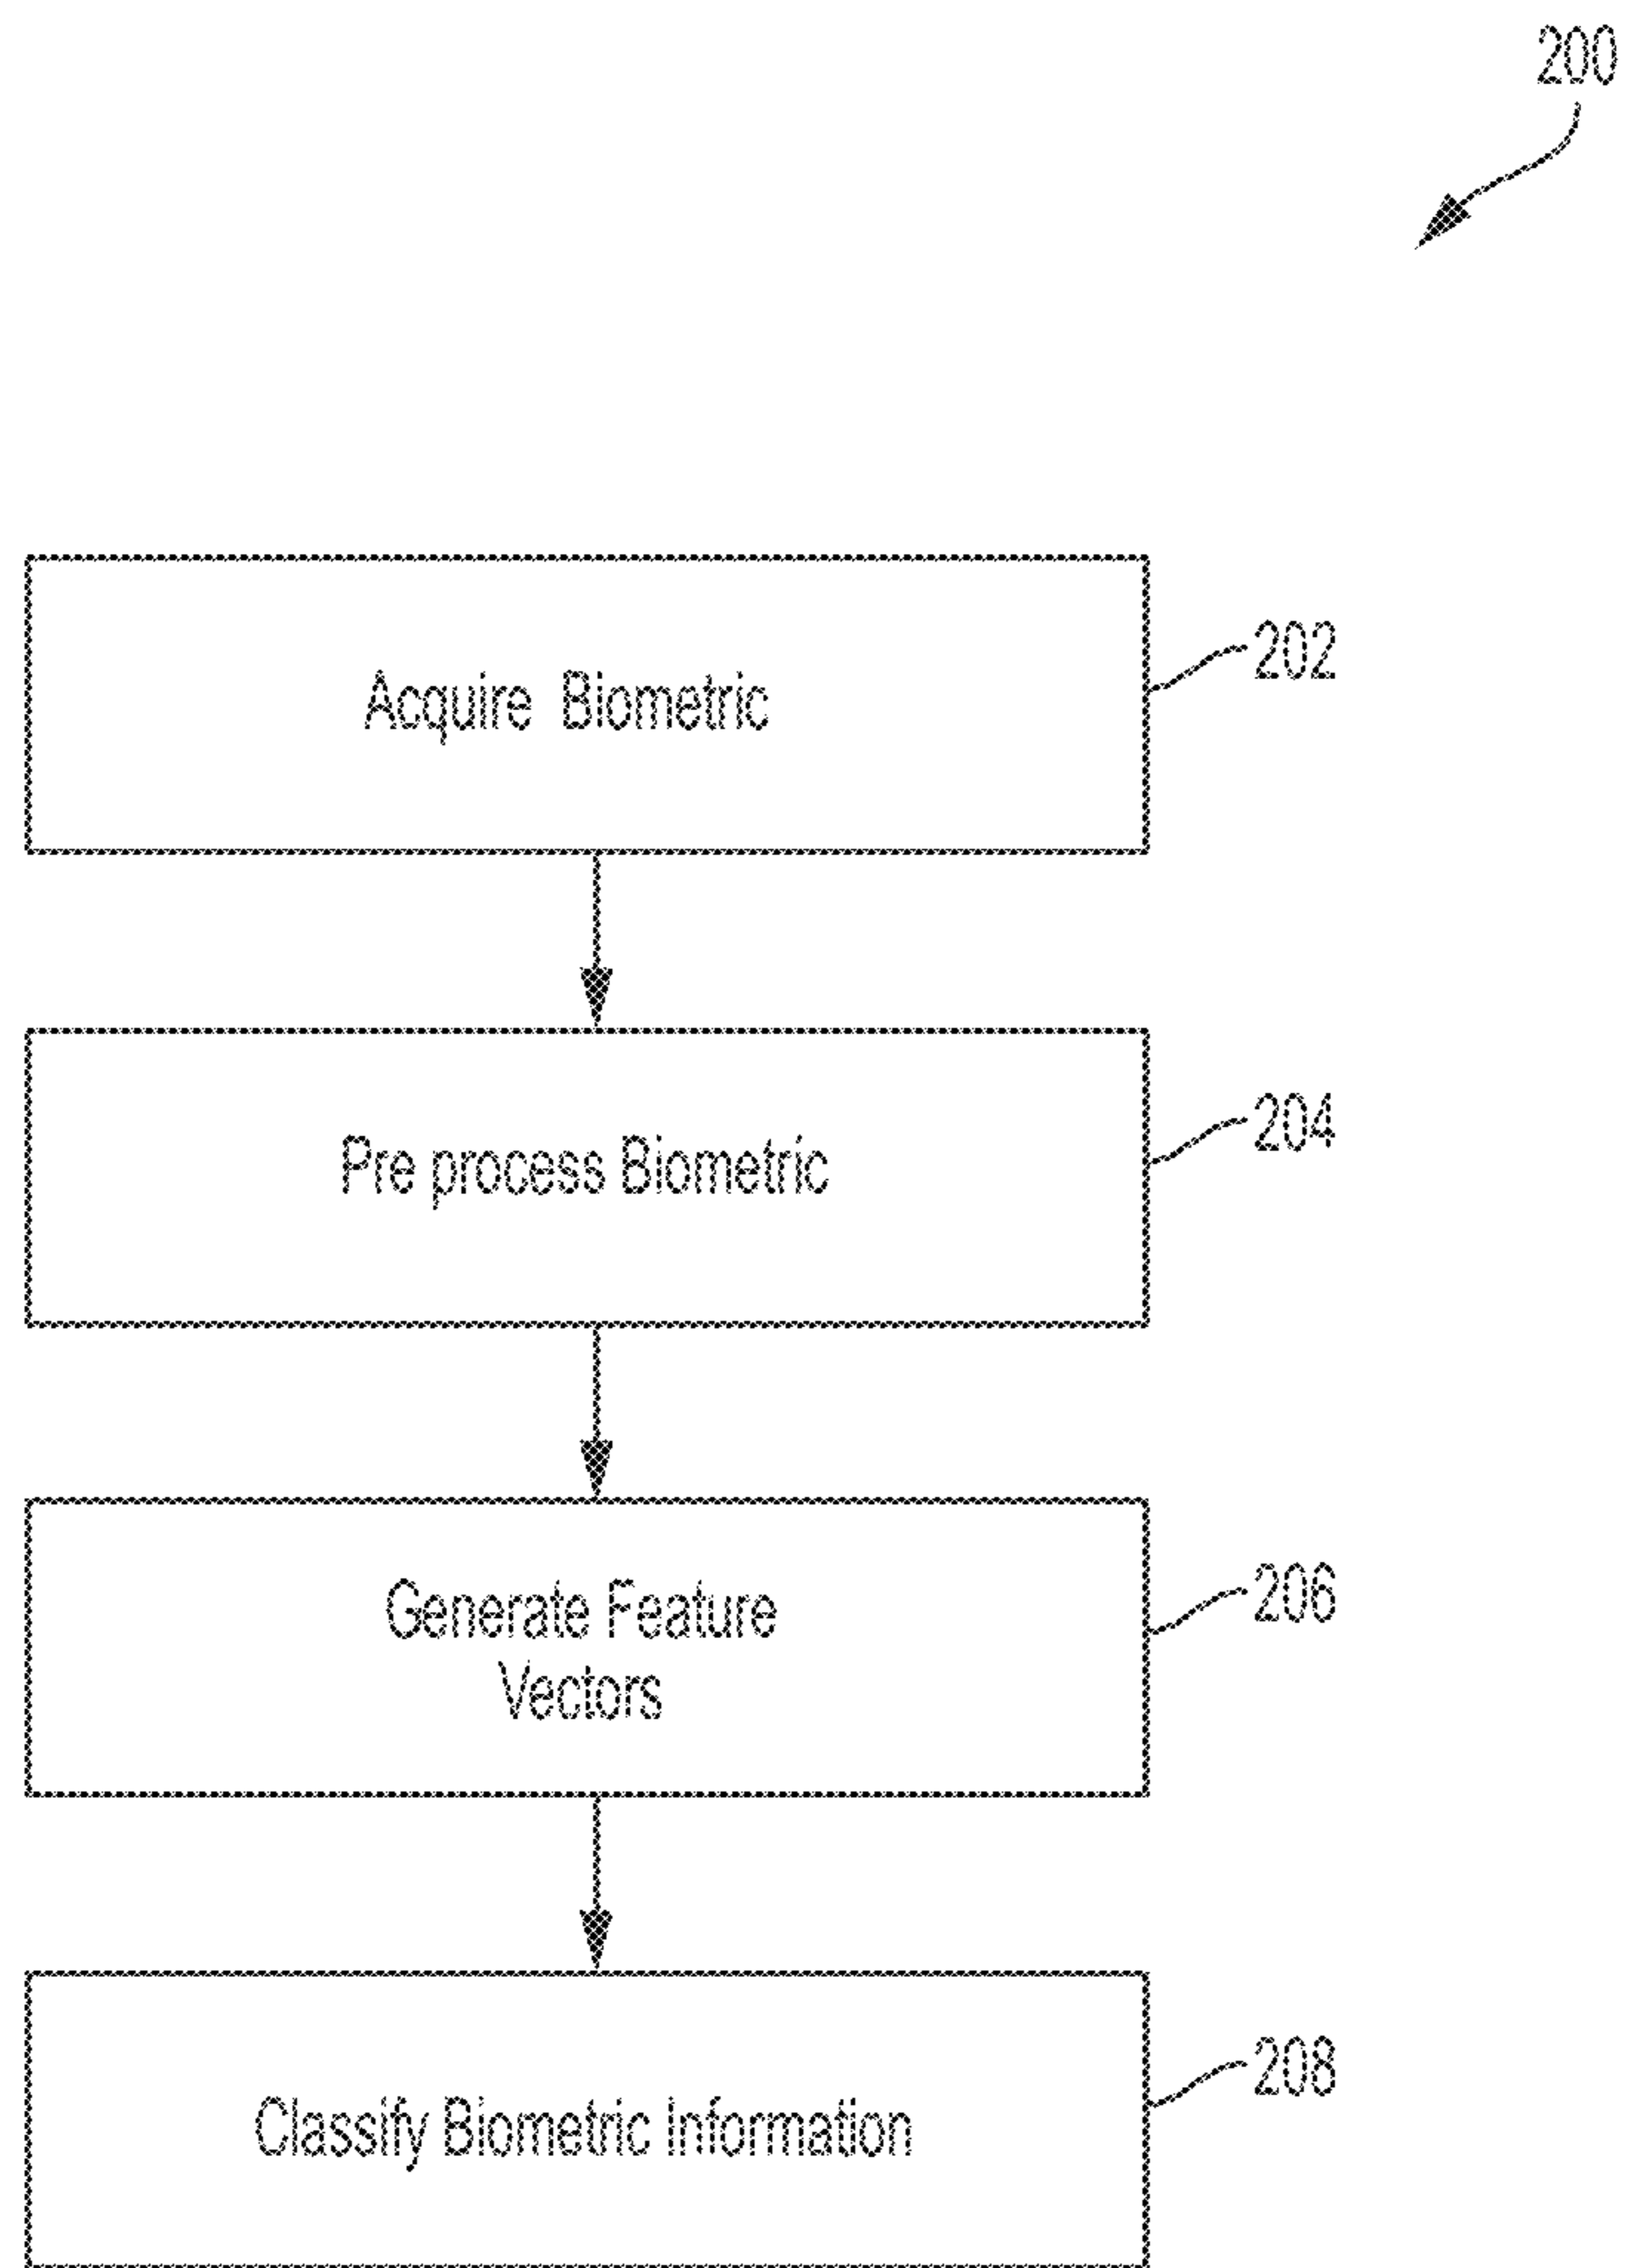 200
Acquire Biometric
202
Pre process Biometric
204
Generate Feature
Vectors
206
Classify Biometric Information
208